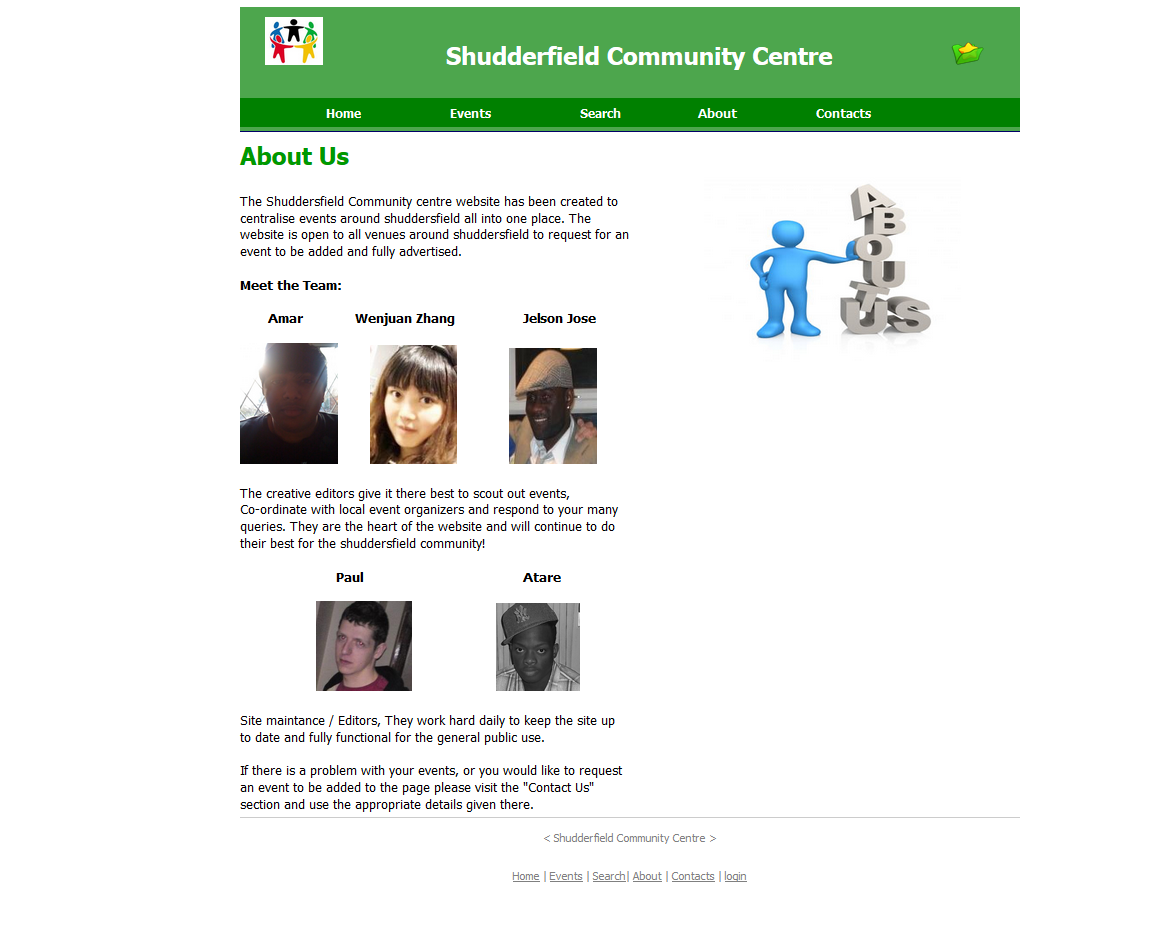 Shudderfield Community Centre
Home Events Search About Contacts
About Us
ABOUT US
The Shuddersfield Community centre website has been created to
centralise events around shuddersfield all into one place. The
website is open to all venues around shuddersfield to request for an
event to be added and fully advertised.
Meet the Team:
Amar Wenjuan Zhang Jelson Jose
The creative editors give it there best to scout out events,
Co-ordinate with local event organizers and respond to your many
queries. They are the heart of the website and will continue to do
their best for the shuddersfield community!
Paul Atare
Site maintance / Editors, They work hard daily to keep the site up
to date and fully functional for the general public use.
If there is a problem with your events, or you would like to request
an event to be added to the page please visit the "Contact Us"
section and use the appropriate details given there.
< Shudderfield Community Centre >
Home | Events | Search| About | Contacts | login